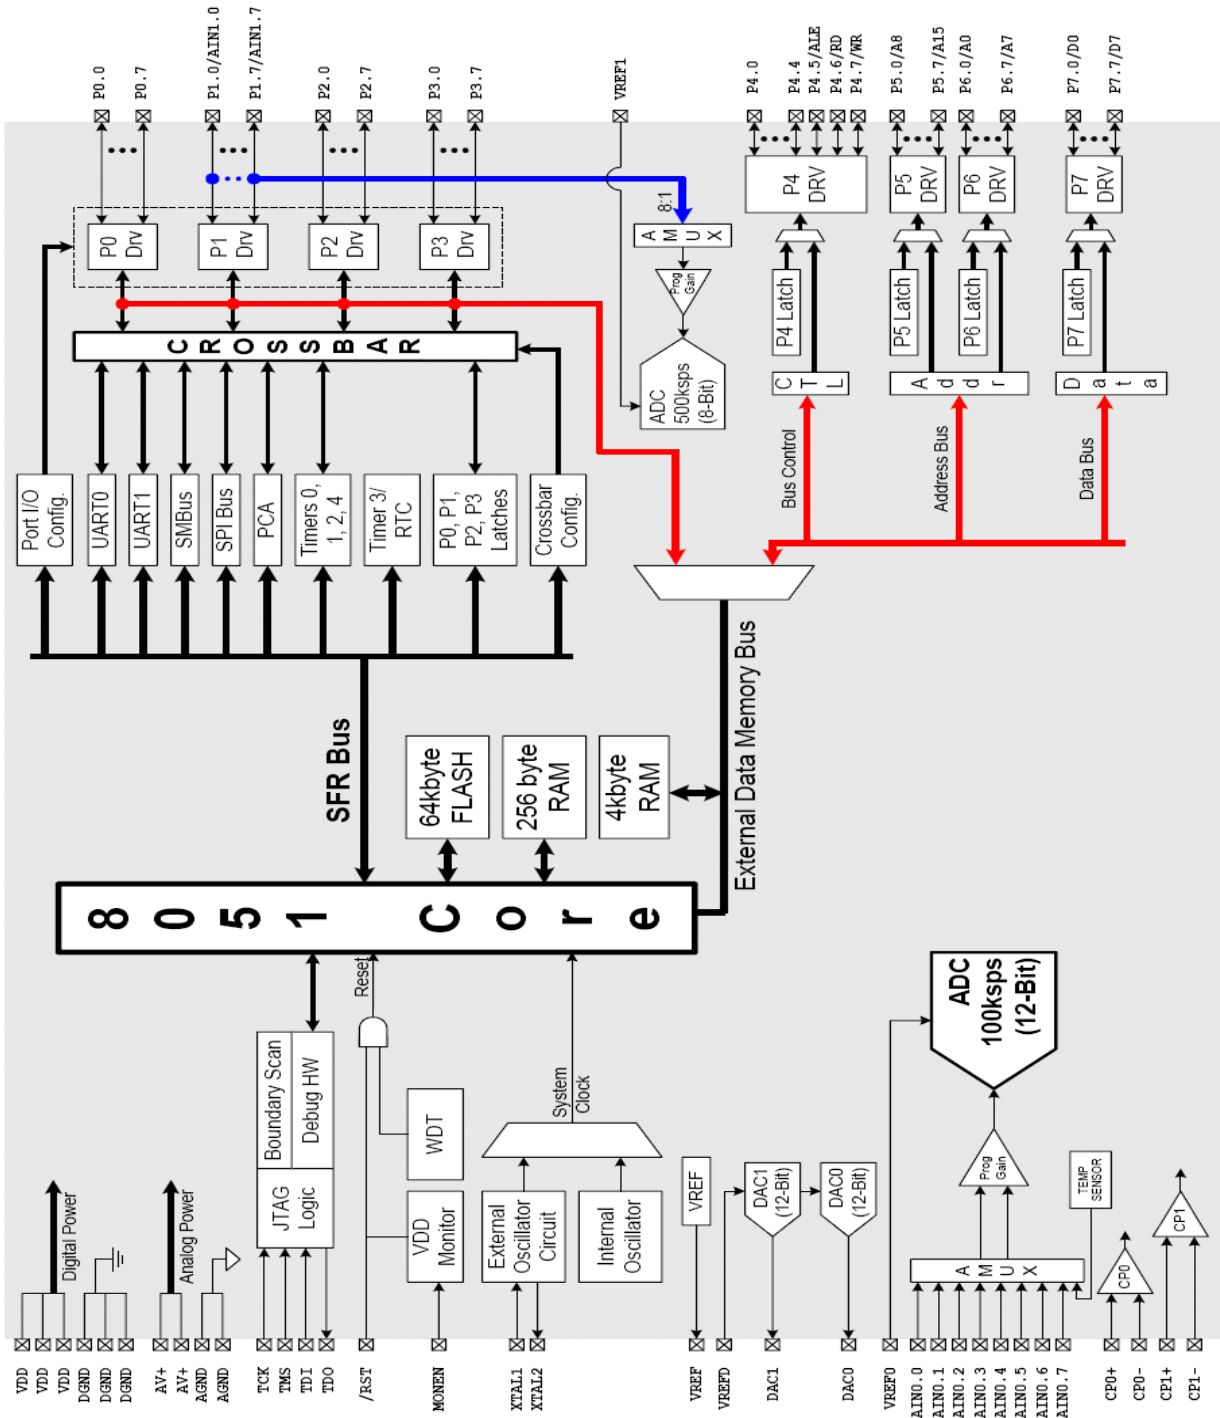 P0.0
P0.7
P1.0/AIN1.0
P1.7/AIN1.7
P2.0
P2.7
P3.0
P3.7
VREF1
P4.0
P4.4
P4.5/ALE
P4.6/RD
P4.7/WR
P5.0/A8
P5.7/A15
P6.0/A0
P6.7/A7
P7.0/D0
P7.7/D7
P0
Drv
P1
Drv
P2
Drv
P3
Drv
8:1
AMUX
Prog
Gain
ADC
500ksps
(8-Bit)
P4
DRV
P5
DRV
P6
DRV
P7
DRV
P4 Latch
P5 Latch
P6 Latch
P7 Latch
CTL
Addr
Data
CROSSBAR
Port I/O
Config.
UART0
UART1
SMBus
SPI Bus
PCA
Timers 0,
1, 2, 4
Timer 3/
RTC
P0, P1,
P2, P3
Latches
Crossbar
Config.
Bus Control
Address Bus
Data Bus
SFR Bus
External Data Memory Bus
64kbyte
FLASH
256 byte
RAM
4kbyte
RAM
8051 Core
Reset
Boundary Scan
Debug HW
JTAG
Logic
WDT
VDD
Monitor
System
Clock
External
Oscillator
Circuit
Internal
Oscillator
VREF
DAC1
(12-Bit)
DAC0
(12-Bit)
ADC
100ksps
(12-Bit)
Prog
Gain
AMUX
TEMP
SENSOR
CP0
CP1
Digital Power
Analog Power
VDD
VDD
VDD
DGND
DGND
DGND
AV+
AV+
AGND
AGND
TCK
TMS
TDI
TDO
/RST
MONEN
XTAL1
XTAL2
VREF
VREFD
DAC1
DAC0
VREF0
AIN0.0
AIN0.1
AIN0.2
AIN0.3
AIN0.4
AIN0.5
AIN0.6
AIN0.7
CP0+
CP0-
CP1+
CP1-